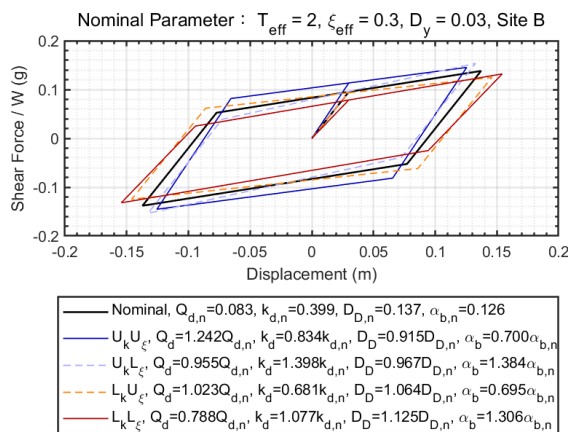 Nominal Parameter : T_eff = 2, ξ_eff = 0.3, D_y = 0.03, Site B
0.2
0.1
0
-0.1
-0.2
Shear Force / W (g)
-0.2 -0.15 -0.1 -0.05 0 0.05 0.1 0.15 0.2
Displacement (m)
Nominal, Q_d,n=0.083, k_d,n=0.399, D_D,n=0.137, α_b,n=0.126
U_kU_ξ, Q_d=1.242Q_d,n, k_d=0.834k_d,n, D_D=0.915D_D,n, α_b=0.700α_b,n
U_kL_ξ, Q_d=0.955Q_d,n, k_d=1.398k_d,n, D_D=0.967D_D,n, α_b=1.384α_b,n
L_kU_ξ, Q_d=1.023Q_d,n, k_d=0.681k_d,n, D_D=1.064D_D,n, α_b=0.695α_b,n
L_kL_ξ, Q_d=0.788Q_d,n, k_d=1.077k_d,n, D_D=1.125D_D,n, α_b=1.306α_b,n